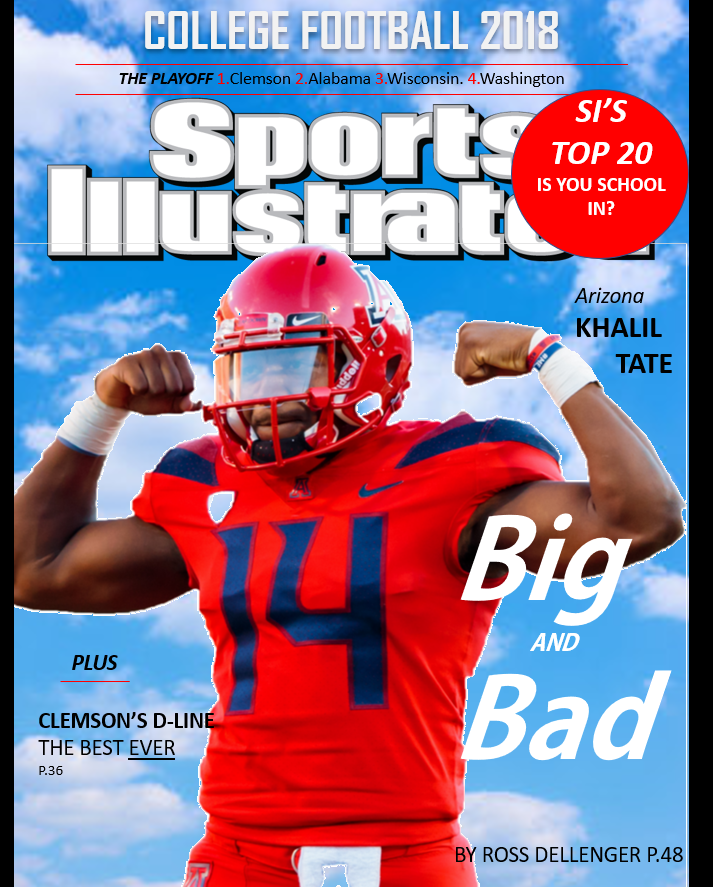 COLLEGE FOOTBALL 2018
THE PLAYOFF 1.Clemson 2.Alabama 3.Wisconsin. 4.Washington
Sports
Illustrated
SI'S
TOP 20
IS YOU SCHOOL
IN?
Arizona
KHALIL
TATE
Riddell
14
Big
AND
Bad
PLUS
CLEMSON'S D-LINE
THE BEST EVER
P.36
BY ROSS DELLENGER P.48